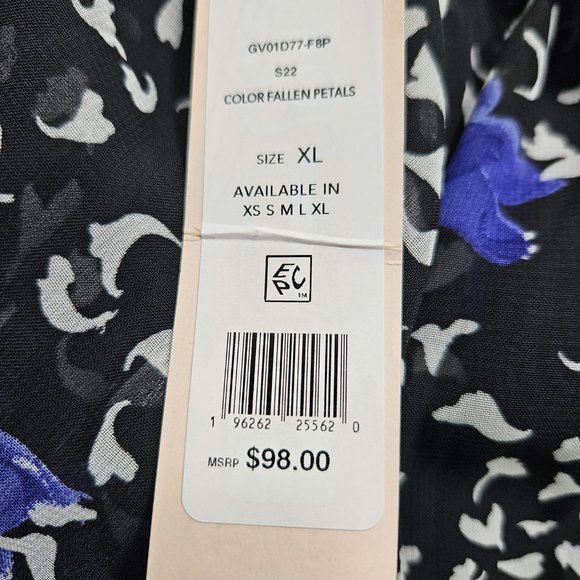 GV01D77-F8P
S22
COLOR FALLEN PETALS
SIZE XL
AVAILABLE IN
XS S M L XL
EPC
TM
1 96262 25562 0
MSRP $98.00